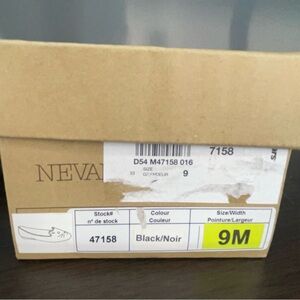 7158
D54 M47158 016
SIZE
9
NEVA
Stock# Colour Size/Width
n° de stock Couleur Pointure/Largeur
47158 Black/Noir 9M